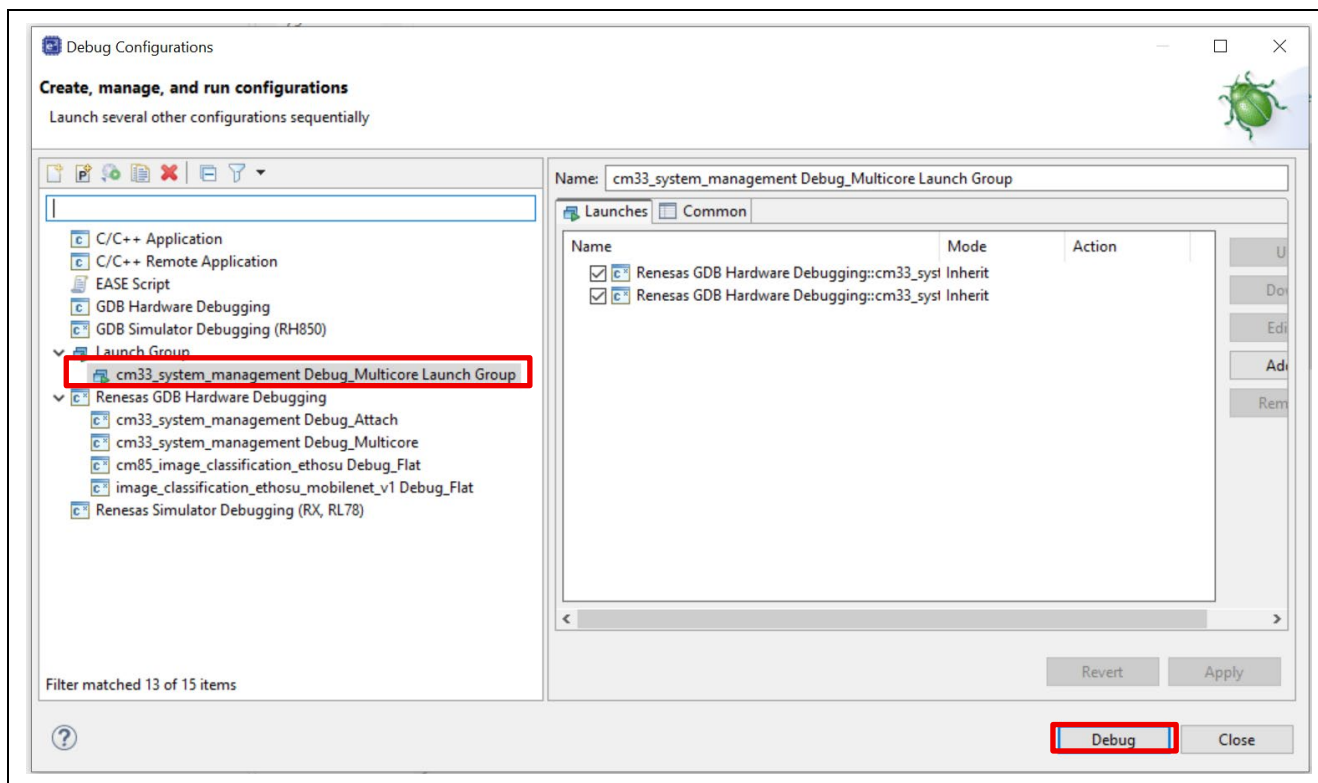 Debug Configurations
Create, manage, and run configurations
Launch several other configurations sequentially
Name: cm33_system_management Debug_Multicore Launch Group
Launches Common
C/C++ Application
C/C++ Remote Application
EASE Script
GDB Hardware Debugging
GDB Simulator Debugging (RH850)
Launch Group
cm33_system_management Debug_Multicore Launch Group
Renesas GDB Hardware Debugging
cm33_system_management Debug_Attach
cm33_system_management Debug_Multicore
cm85_image_classification_ethosu Debug_Flat
image_classification_ethosu_mobilenet_v1 Debug_Flat
Renesas Simulator Debugging (RX, RL78)
Filter matched 13 of 15 items
Name Mode Action
Renesas GDB Hardware Debugging::cm33_syst Inherit
Renesas GDB Hardware Debugging::cm33_syst Inherit
Revert Apply
Debug Close